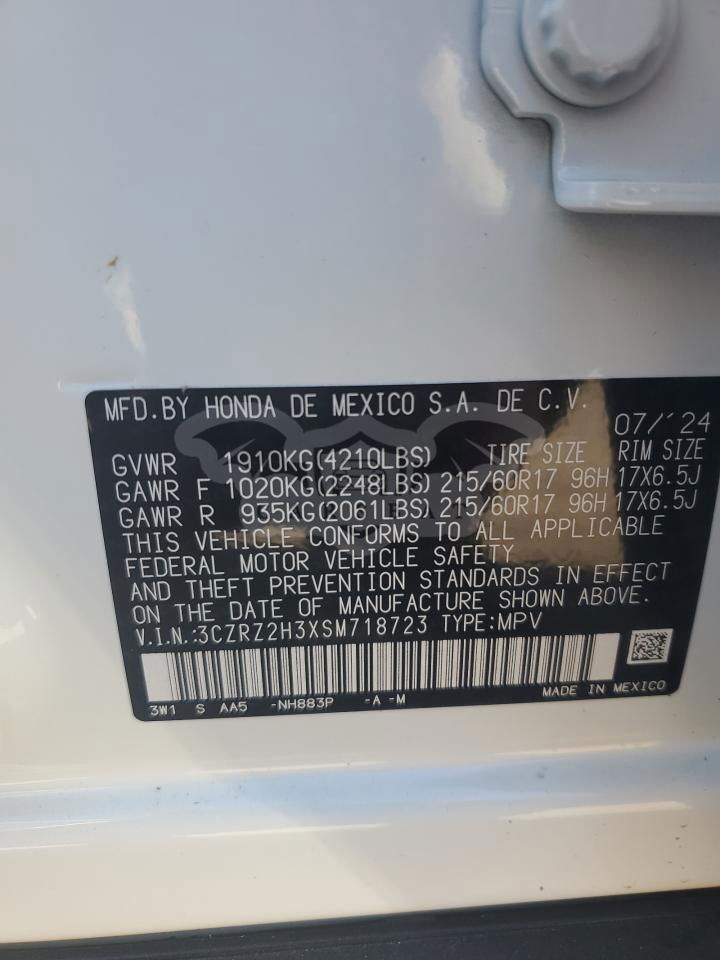 MFD.BY HONDA DE MEXICO S.A. DE C.V.
07/'24
GVWR 1910KG(4210LBS) TIRE SIZE RIM SIZE
GAWR F 1020KG(2248LBS) 215/60R17 96H 17X6.5J
GAWR R 935KG(2061LBS) 215/60R17 96H 17X6.5J
THIS VEHICLE CONFORMS TO ALL APPLICABLE
FEDERAL MOTOR VEHICLE SAFETY
AND THEFT PREVENTION STANDARDS IN EFFECT
ON THE DATE OF MANUFACTURE SHOWN ABOVE.
V.I.N.:3CZRZ2H3XSM718723 TYPE:MPV
3W1 S AA5 -NH883P -A -M MADE IN MEXICO